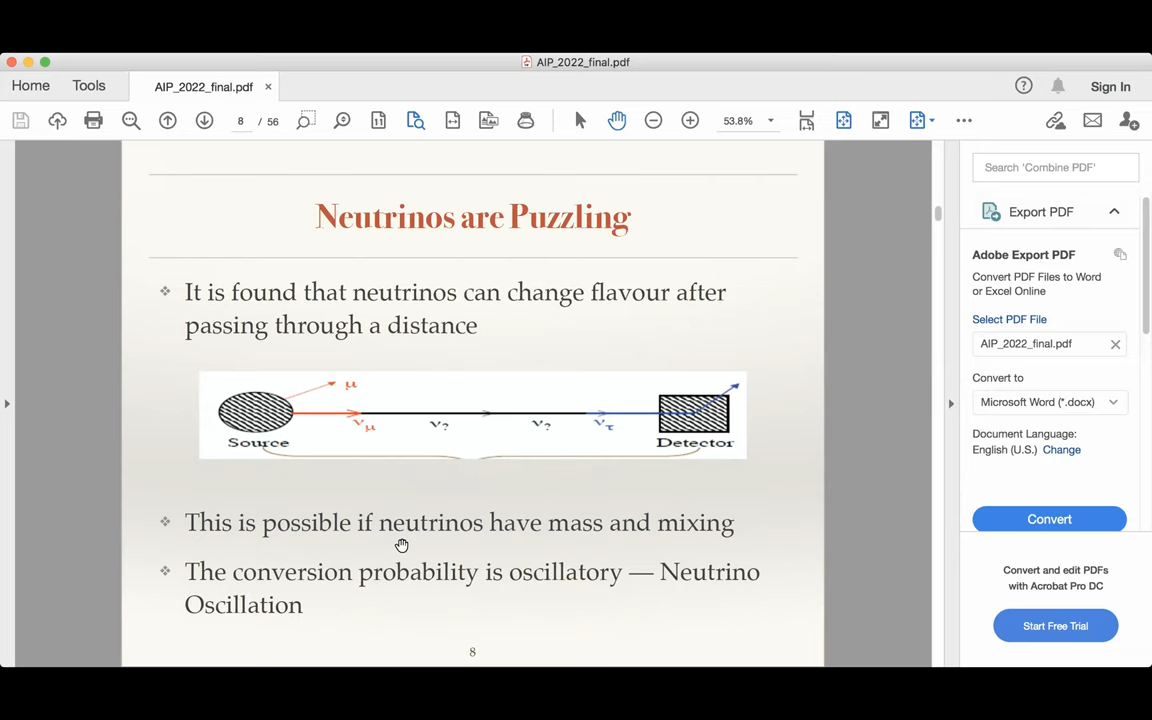 AIP_2022_final.pdf
Home
Tools
AIP_2022_final.pdf
Sign In
8 / 56
53.8%
Neutrinos are Puzzling
It is found that neutrinos can change flavour after
passing through a distance
μ
νμ
ν?
ν?
ντ
Source
Detector
This is possible if neutrinos have mass and mixing
The conversion probability is oscillatory — Neutrino
Oscillation
8
Search 'Combine PDF'
Export PDF
Adobe Export PDF
Convert PDF Files to Word
or Excel Online
Select PDF File
AIP_2022_final.pdf
Convert to
Microsoft Word (*.docx)
Document Language:
English (U.S.) Change
Convert
Convert and edit PDFs
with Acrobat Pro DC
Start Free Trial